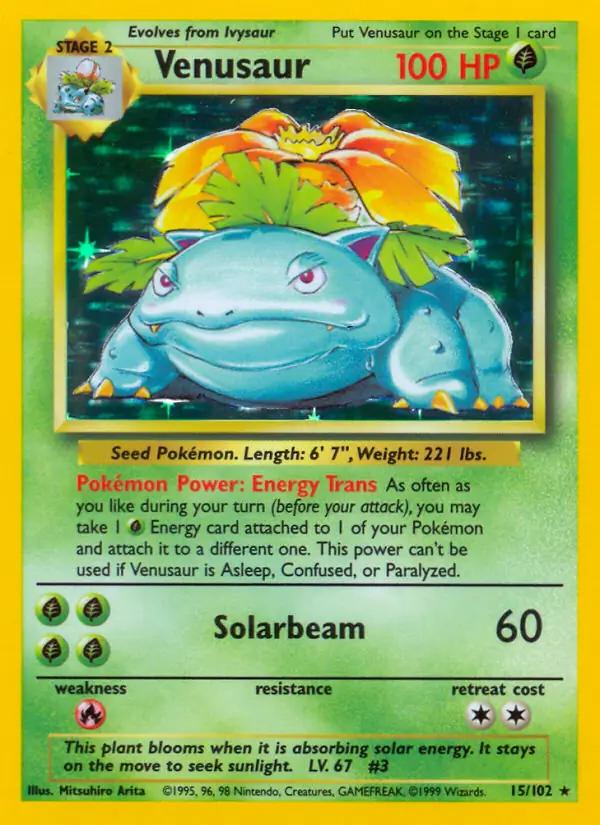 Evolves from Ivysaur
Put Venusaur on the Stage 1 card
STAGE 2
Venusaur
100 HP
Seed Pokémon. Length: 6' 7", Weight: 221 lbs.
Pokémon Power: Energy Trans As often as
you like during your turn (before your attack), you may
take 1 Energy card attached to 1 of your Pokémon
and attach it to a different one. This power can't be
used if Venusaur is Asleep, Confused, or Paralyzed.
Solarbeam
60
weakness
resistance
retreat cost
This plant blooms when it is absorbing solar energy. It stays
on the move to seek sunlight. LV. 67 #3
Illus. Mitsuhiro Arita ©1995, 96, 98 Nintendo, Creatures, GAMEFREAK. ©1999 Wizards. 15/102 ★